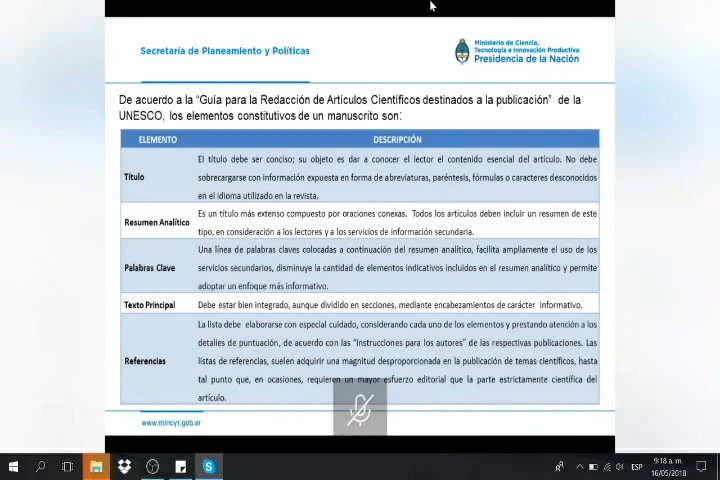 Secretaría de Planeamiento y Políticas
Ministerio de Ciencia,
Tecnología e Innovación Productiva
Presidencia de la Nación
De acuerdo a la “Guía para la Redacción de Artículos Científicos destinados a la publicación” de la
UNESCO, los elementos constitutivos de un manuscrito son:
ELEMENTO DESCRIPCIÓN
Título
El título debe ser conciso; su objeto es dar a conocer el lector el contenido esencial del artículo. No debe
sobrecargarse con información expuesta en forma de abreviaturas, paréntesis, fórmulas o caracteres desconocidos
en el idioma utilizado en la revista.
Resumen Analítico
Es un título más extenso compuesto por oraciones conexas. Todos los artículos deben incluir un resumen de este
tipo, en consideración a los lectores y a los servicios de información secundaria.
Palabras Clave
Una línea de palabras claves colocadas a continuación del resumen analítico, facilita ampliamente el uso de los
servicios secundarios, disminuye la cantidad de elementos indicativos incluidos en el resumen analítico y permite
adoptar un enfoque más informativo.
Texto Principal
Debe estar bien integrado, aunque dividido en secciones, mediante encabezamientos de carácter informativo.
Referencias
La lista debe elaborarse con especial cuidado, considerando cada uno de los elementos y prestando atención a los
detalles de puntuación, de acuerdo con las “Instrucciones para los autores” de las respectivas publicaciones. Las
listas de referencias, suelen adquirir una magnitud desproporcionada en la publicación de temas científicos, hasta
tal punto que, en ocasiones, requieren un mayor esfuerzo editorial que la parte estrictamente científica del
artículo.
www.mincyt.gob.ar
ESP
9:18 a. m.
16/05/2018